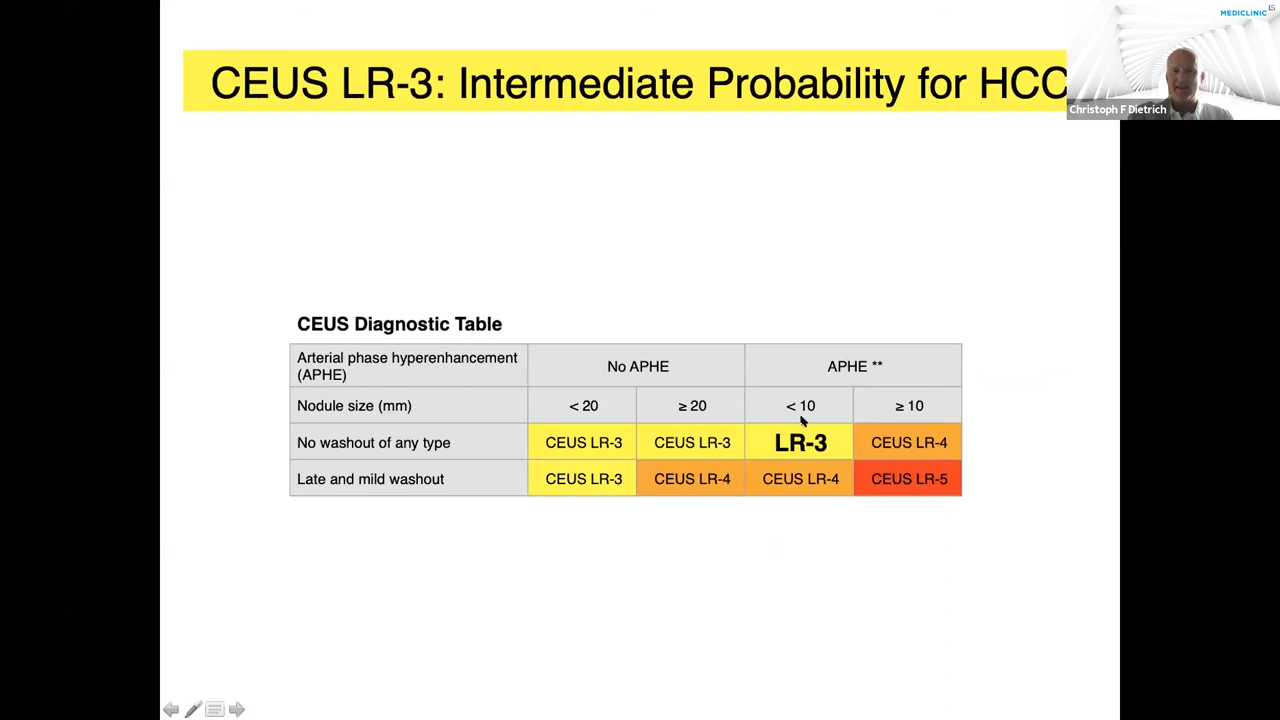 MEDICLINIC
CEUS LR-3: Intermediate Probability for HCC
Christoph F Dietrich
CEUS Diagnostic Table
Arterial phase hyperenhancement (APHE) No APHE APHE **
Nodule size (mm) < 20 ≥ 20 < 10 ≥ 10
No washout of any type CEUS LR-3 CEUS LR-3 LR-3 CEUS LR-4
Late and mild washout CEUS LR-3 CEUS LR-4 CEUS LR-4 CEUS LR-5